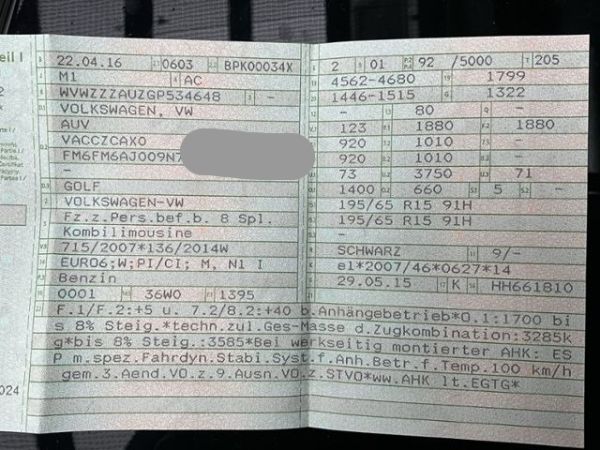 eil I
22.04.16 0603 BPK00034X
M1 AC
WVWZZZAUZGP534648 -
VOLKSWAGEN, VW
AUV
VACCZCAX0
FM6FM6AJ009N7
-
GOLF
VOLKSWAGEN-VW
Fz.z.Pers.bef.b. 8 Spl.
Kombilimousine
715/2007*136/2014W
EURO6;W;PI/CI; M, N1 I
Benzin
0001 36W0 1395
2 01 92 /5000 205
4562-4680 1799
1446-1515 1322
- 80 -
123 1880 1880
920 1010 -
920 1010 -
73 3750 71
1400 660 5 -
195/65 R15 91H
195/65 R15 91H
-
SCHWARZ 9/-
e1*2007/46*0627*14
29.05.15 K HH661810
F.1/F.2:+5 u. 7.2/8.2:+40 b.Anhängebetrieb*O.1:1700 bi
s 8% Steig.*techn.zul.Ges-Masse d.Zugkombination:3285k
g*bis 8% Steig.:3585*Bei werkseitig montierter AHK: ES
P m.spez.Fahrdyn.Stabi.Syst.f.Anh.Betr.f.Temp.100 km/h
gem.3.Aend.VO.z.9.Ausn.VO.z.STVO*ww.AHK lt.EGTG*
024